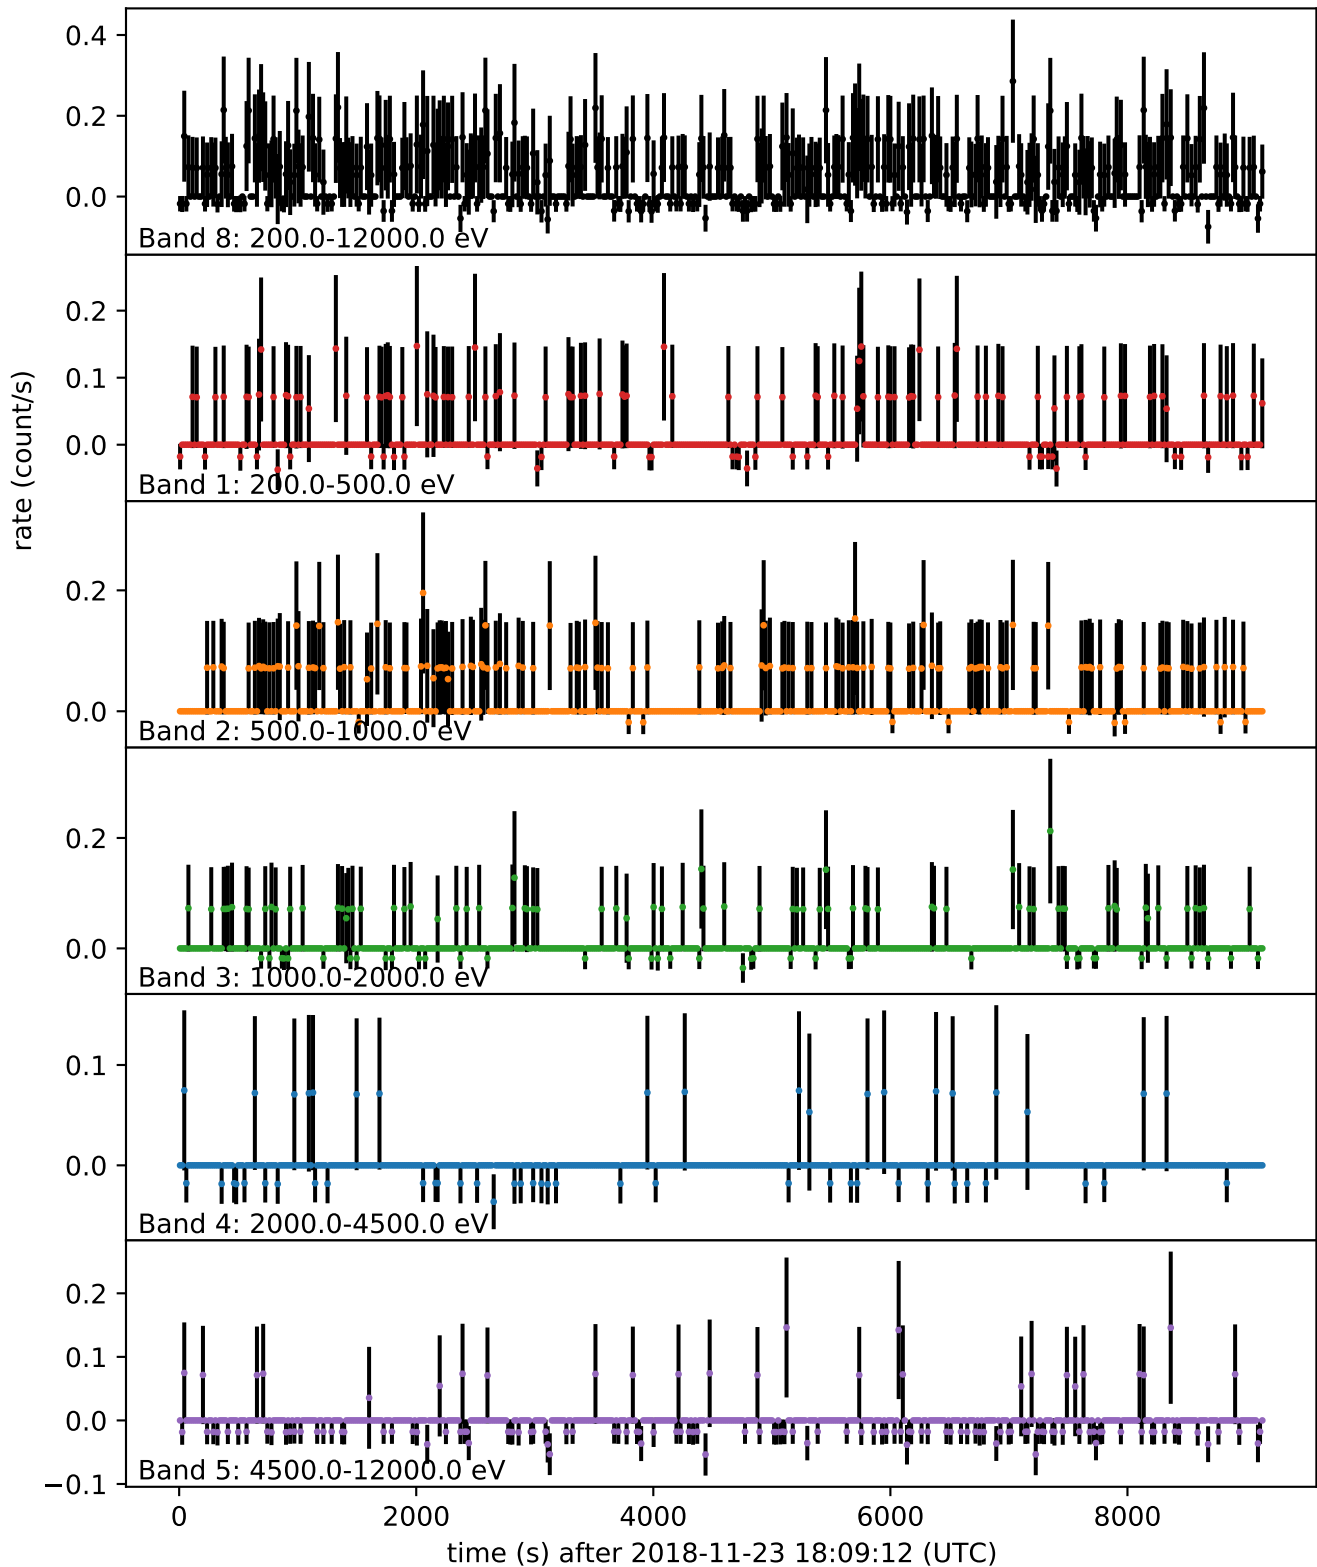 0.4
0.2
0.0
Band 8: 200.0-12000.0 eV
0.2
0.1
0.0
Band 1: 200.0-500.0 eV
rate (count/s)
0.2
0.0
Band 2: 500.0-1000.0 eV
0.2
0.0
Band 3: 1000.0-2000.0 eV
0.1
0.0
Band 4: 2000.0-4500.0 eV
0.2
0.1
0.0
−0.1
Band 5: 4500.0-12000.0 eV
0 2000 4000 6000 8000
time (s) after 2018-11-23 18:09:12 (UTC)